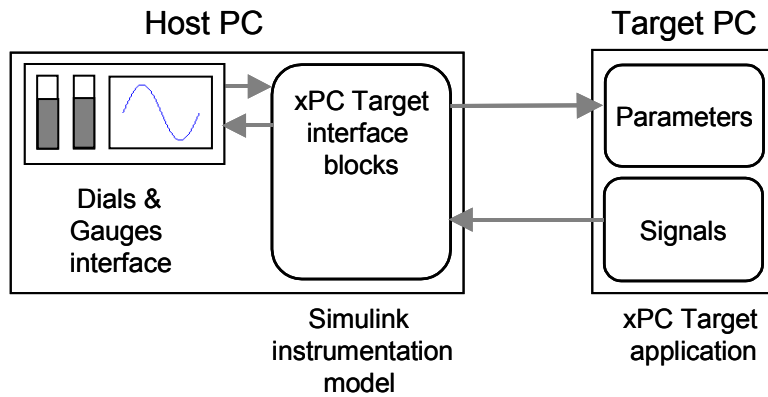 Host PC
Target PC
xPC Target
interface
blocks
Parameters
Dials &
Gauges
interface
Signals
Simulink
instrumentation
model
xPC Target
application